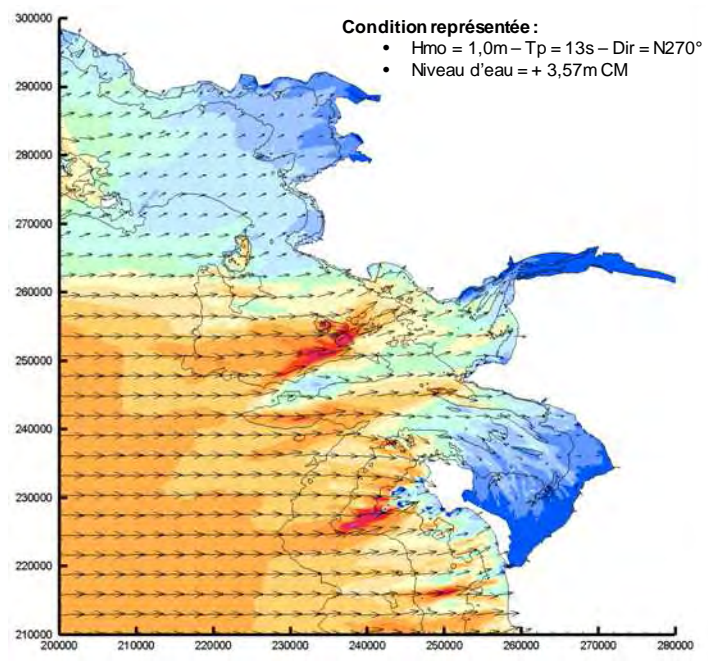 Condition représentée :
• Hmo = 1,0m – Tp = 13s – Dir = N270°
• Niveau d'eau = + 3,57m CM
300000
290000
280000
270000
260000
250000
240000
230000
220000
210000
200000 210000 220000 230000 240000 250000 260000 270000 280000